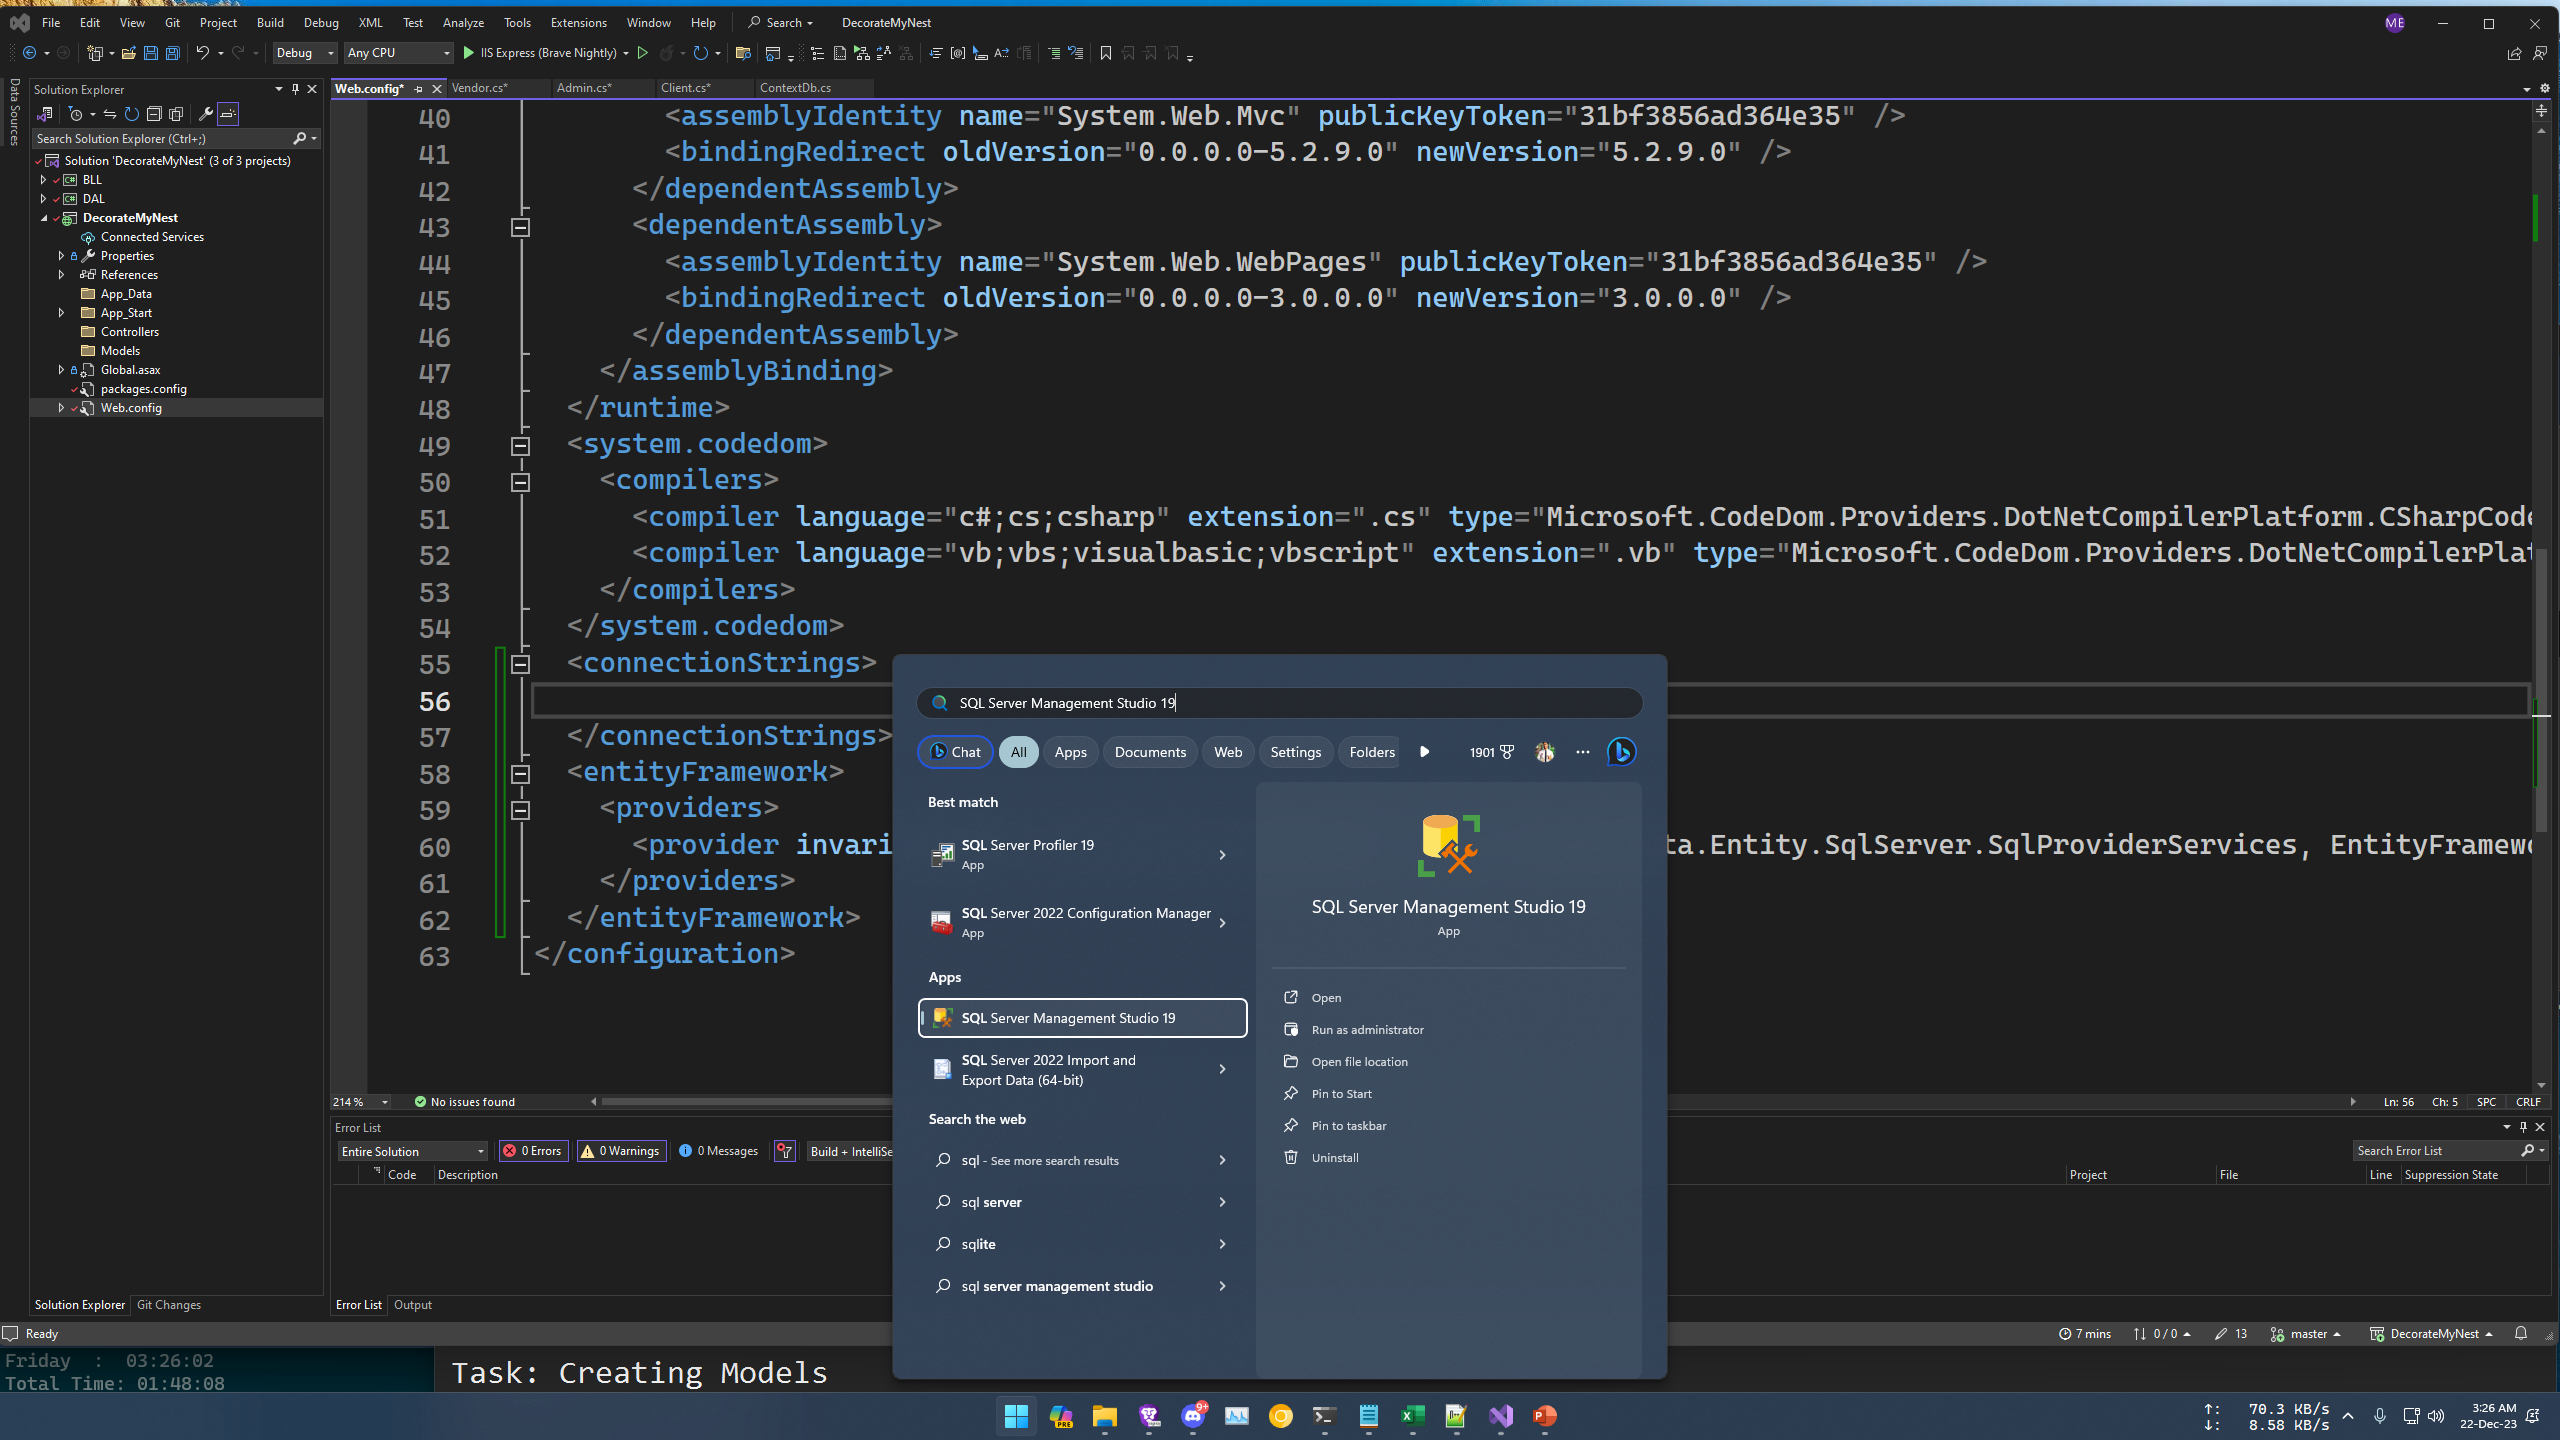 File Edit View Git Project Build Debug XML Test Analyze Tools Extensions Window Help Search DecorateMyNest ME
Debug Any CPU IIS Express (Brave Nightly)
Data Sources
Solution Explorer
Search Solution Explorer (Ctrl+;)
Solution 'DecorateMyNest' (3 of 3 projects)
BLL
DAL
DecorateMyNest
Connected Services
Properties
References
App_Data
App_Start
Controllers
Models
Global.asax
packages.config
Web.config
Web.config* Vendor.cs* Admin.cs* Client.cs* ContextDb.cs
40 <assemblyIdentity name="System.Web.Mvc" publicKeyToken="31bf3856ad364e35" />
41 <bindingRedirect oldVersion="0.0.0.0-5.2.9.0" newVersion="5.2.9.0" />
42 </dependentAssembly>
43 <dependentAssembly>
44 <assemblyIdentity name="System.Web.WebPages" publicKeyToken="31bf3856ad364e35" />
45 <bindingRedirect oldVersion="0.0.0.0-3.0.0.0" newVersion="3.0.0.0" />
46 </dependentAssembly>
47 </assemblyBinding>
48 </runtime>
49 <system.codedom>
50 <compilers>
51 <compiler language="c#;cs;csharp" extension=".cs" type="Microsoft.CodeDom.Providers.DotNetCompilerPlatform.CSharpCode
52 <compiler language="vb;vbs;visualbasic;vbscript" extension=".vb" type="Microsoft.CodeDom.Providers.DotNetCompilerPlat
53 </compilers>
54 </system.codedom>
55 <connectionStrings>
56
57 </connectionStrings>
58 <entityFramework>
59 <providers>
60 <provider invari ta.Entity.SqlServer.SqlProviderServices, EntityFramewo
61 </providers>
62 </entityFramework>
63 </configuration>
SQL Server Management Studio 19
Chat All Apps Documents Web Settings Folders 1901
Best match
SQL Server Profiler 19
App
SQL Server 2022 Configuration Manager
App
Apps
SQL Server Management Studio 19
SQL Server 2022 Import and
Export Data (64-bit)
Search the web
sql - See more search results
sql server
sqlite
sql server management studio
SQL Server Management Studio 19
App
Open
Run as administrator
Open file location
Pin to Start
Pin to taskbar
Uninstall
214 % No issues found Ln: 56 Ch: 5 SPC CRLF
Error List
Entire Solution 0 Errors 0 Warnings 0 Messages Build + IntelliSe Search Error List
Code Description Project File Line Suppression State
Solution Explorer Git Changes Error List Output
Ready 7 mins 0 / 0 13 master DecorateMyNest
Friday : 03:26:02
Total Time: 01:48:08
Task: Creating Models
PRE 9+
↑: 70.3 KB/s
↓: 8.58 KB/s
3:26 AM
22-Dec-23